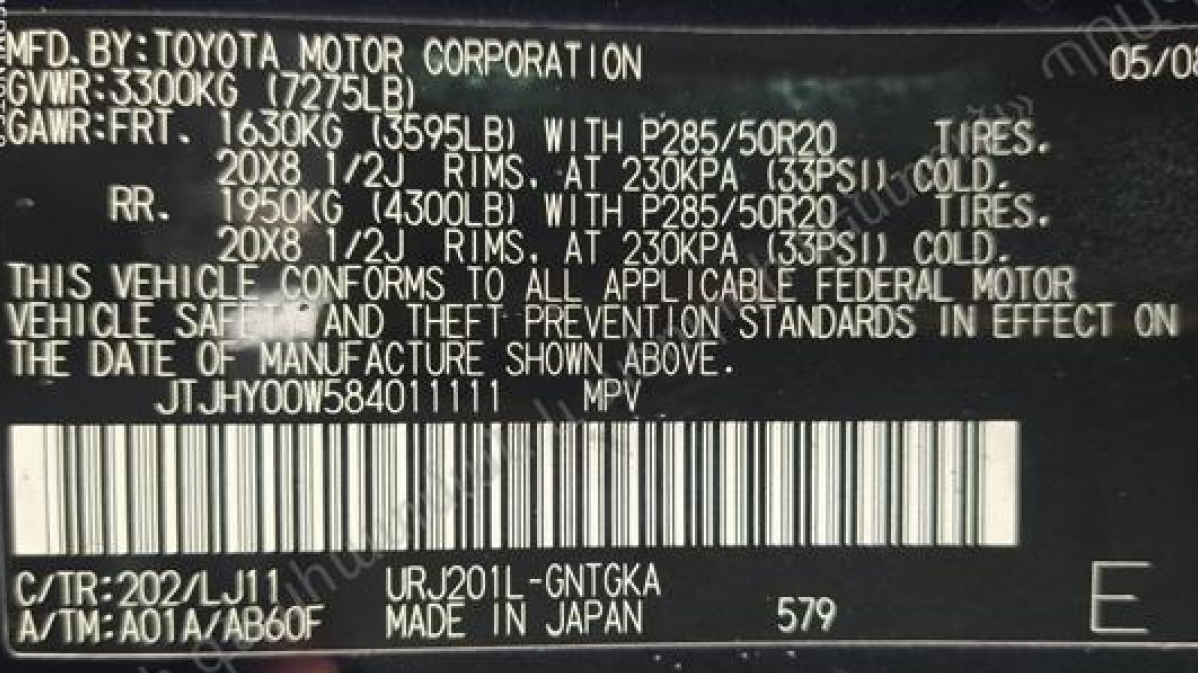 MFD. BY: TOYOTA MOTOR CORPORATION 05/08
GVWR: 3300KG (7275LB)
GAWR: FRT. 1630KG (3595LB) WITH P285/50R20 TIRES.
20X8 1/2J RIMS. AT 230KPA (33PSI) COLD.
RR. 1950KG (4300LB) WITH P285/50R20 TIRES.
20X8 1/2J RIMS. AT 230KPA (33PSI) COLD.
THIS VEHICLE CONFORMS TO ALL APPLICABLE FEDERAL MOTOR
VEHICLE SAFETY AND THEFT PREVENTION STANDARDS IN EFFECT ON
THE DATE OF MANUFACTURE SHOWN ABOVE.
JTJHY00W584011111 MPV
C/TR: 202/LJ11 URJ201L-GNTGKA
A/TM: A01A/AB60F MADE IN JAPAN 579 E